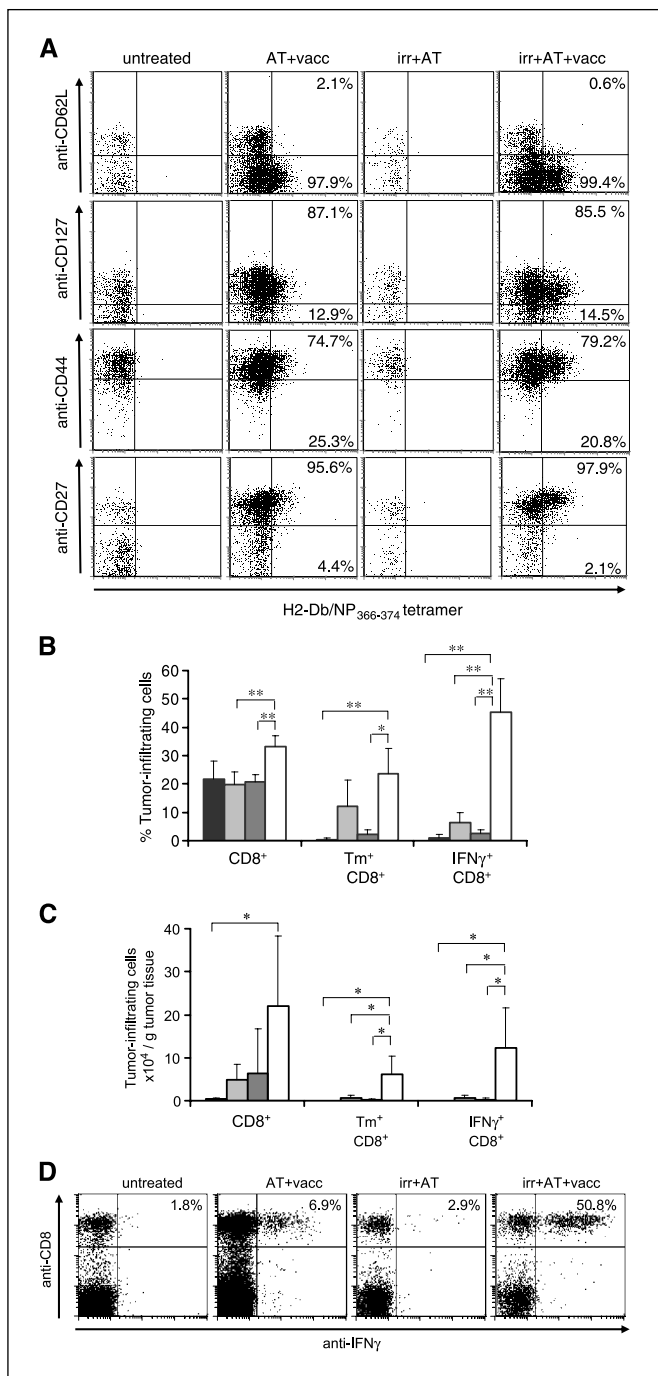 A
untreated AT+vacc irr+AT irr+AT+vacc
anti-CD62L
2.1% 0.6%
97.9% 99.4%
anti-CD127
87.1% 85.5 %
12.9% 14.5%
anti-CD44
74.7% 79.2%
25.3% 20.8%
anti-CD27
95.6% 97.9%
4.4% 2.1%
H2-Db/NP366-374 tetramer
B
% Tumor-infiltrating cells
60
50
40
30
20
10
0
** ** ** * ** ** **
CD8+ Tm+ IFNγ+
CD8+ CD8+
C
Tumor-infiltrating cells
x10^4 / g tumor tissue
40
30
20
10
0
* * * * * * *
CD8+ Tm+ IFNγ+
CD8+ CD8+
D
untreated AT+vacc irr+AT irr+AT+vacc
1.8% 6.9% 2.9% 50.8%
anti-CD8
anti-IFNγ